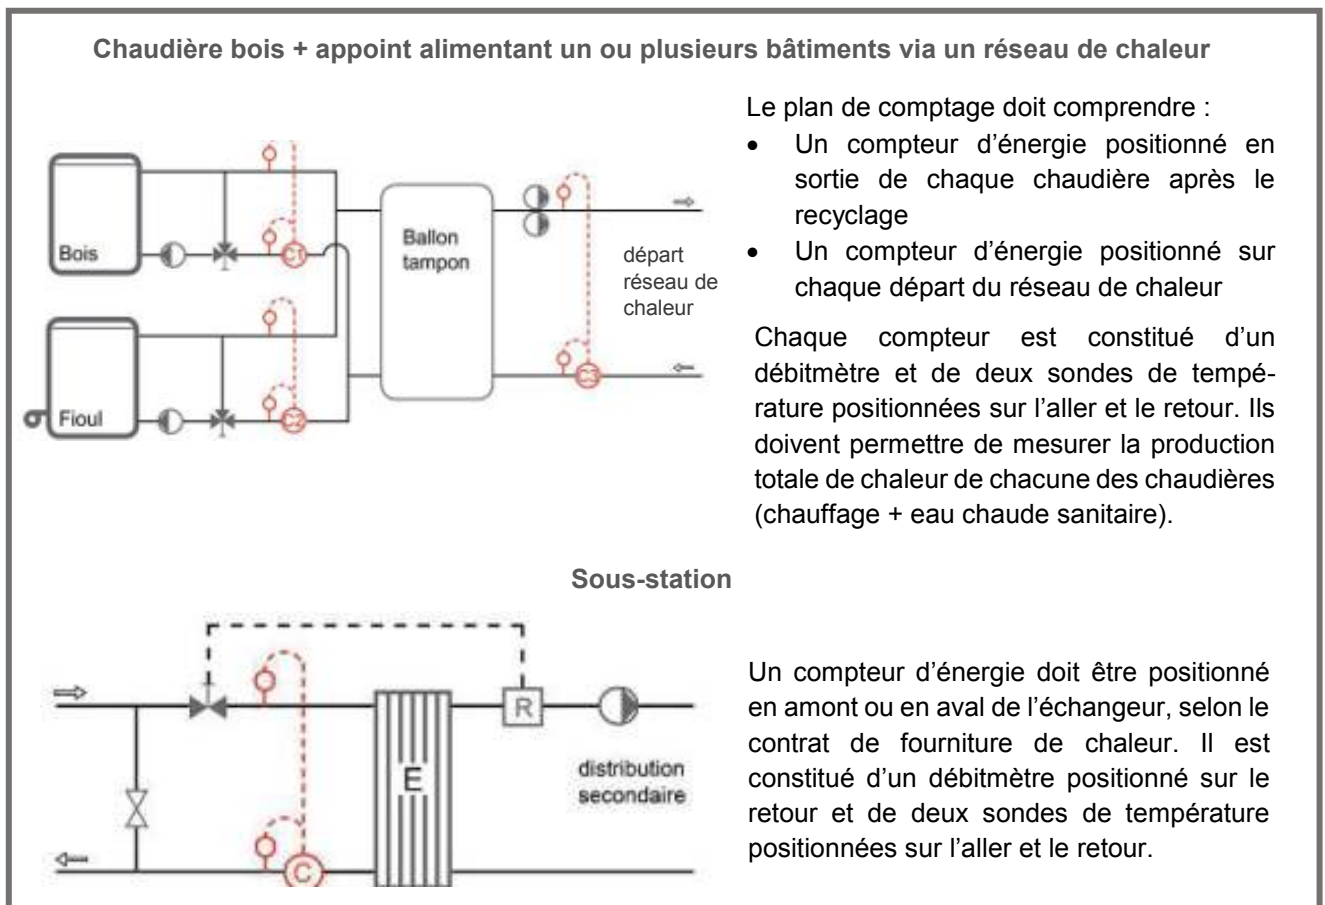 Chaudière bois + appoint alimentant un ou plusieurs bâtiments via un réseau de chaleur
Bois
C1
Fioul
C2
Ballon
tampon
départ
réseau de
chaleur
C3
Le plan de comptage doit comprendre :
• Un compteur d’énergie positionné en
sortie de chaque chaudière après le
recyclage
• Un compteur d’énergie positionné sur
chaque départ du réseau de chaleur
Chaque compteur est constitué d’un
débitmètre et de deux sondes de tempé-
rature positionnées sur l’aller et le retour. Ils
doivent permettre de mesurer la production
totale de chaleur de chacune des chaudières
(chauffage + eau chaude sanitaire).
Sous-station
R
E
C
distribution
secondaire
Un compteur d’énergie doit être positionné
en amont ou en aval de l’échangeur, selon le
contrat de fourniture de chaleur. Il est
constitué d’un débitmètre positionné sur le
retour et de deux sondes de température
positionnées sur l’aller et le retour.